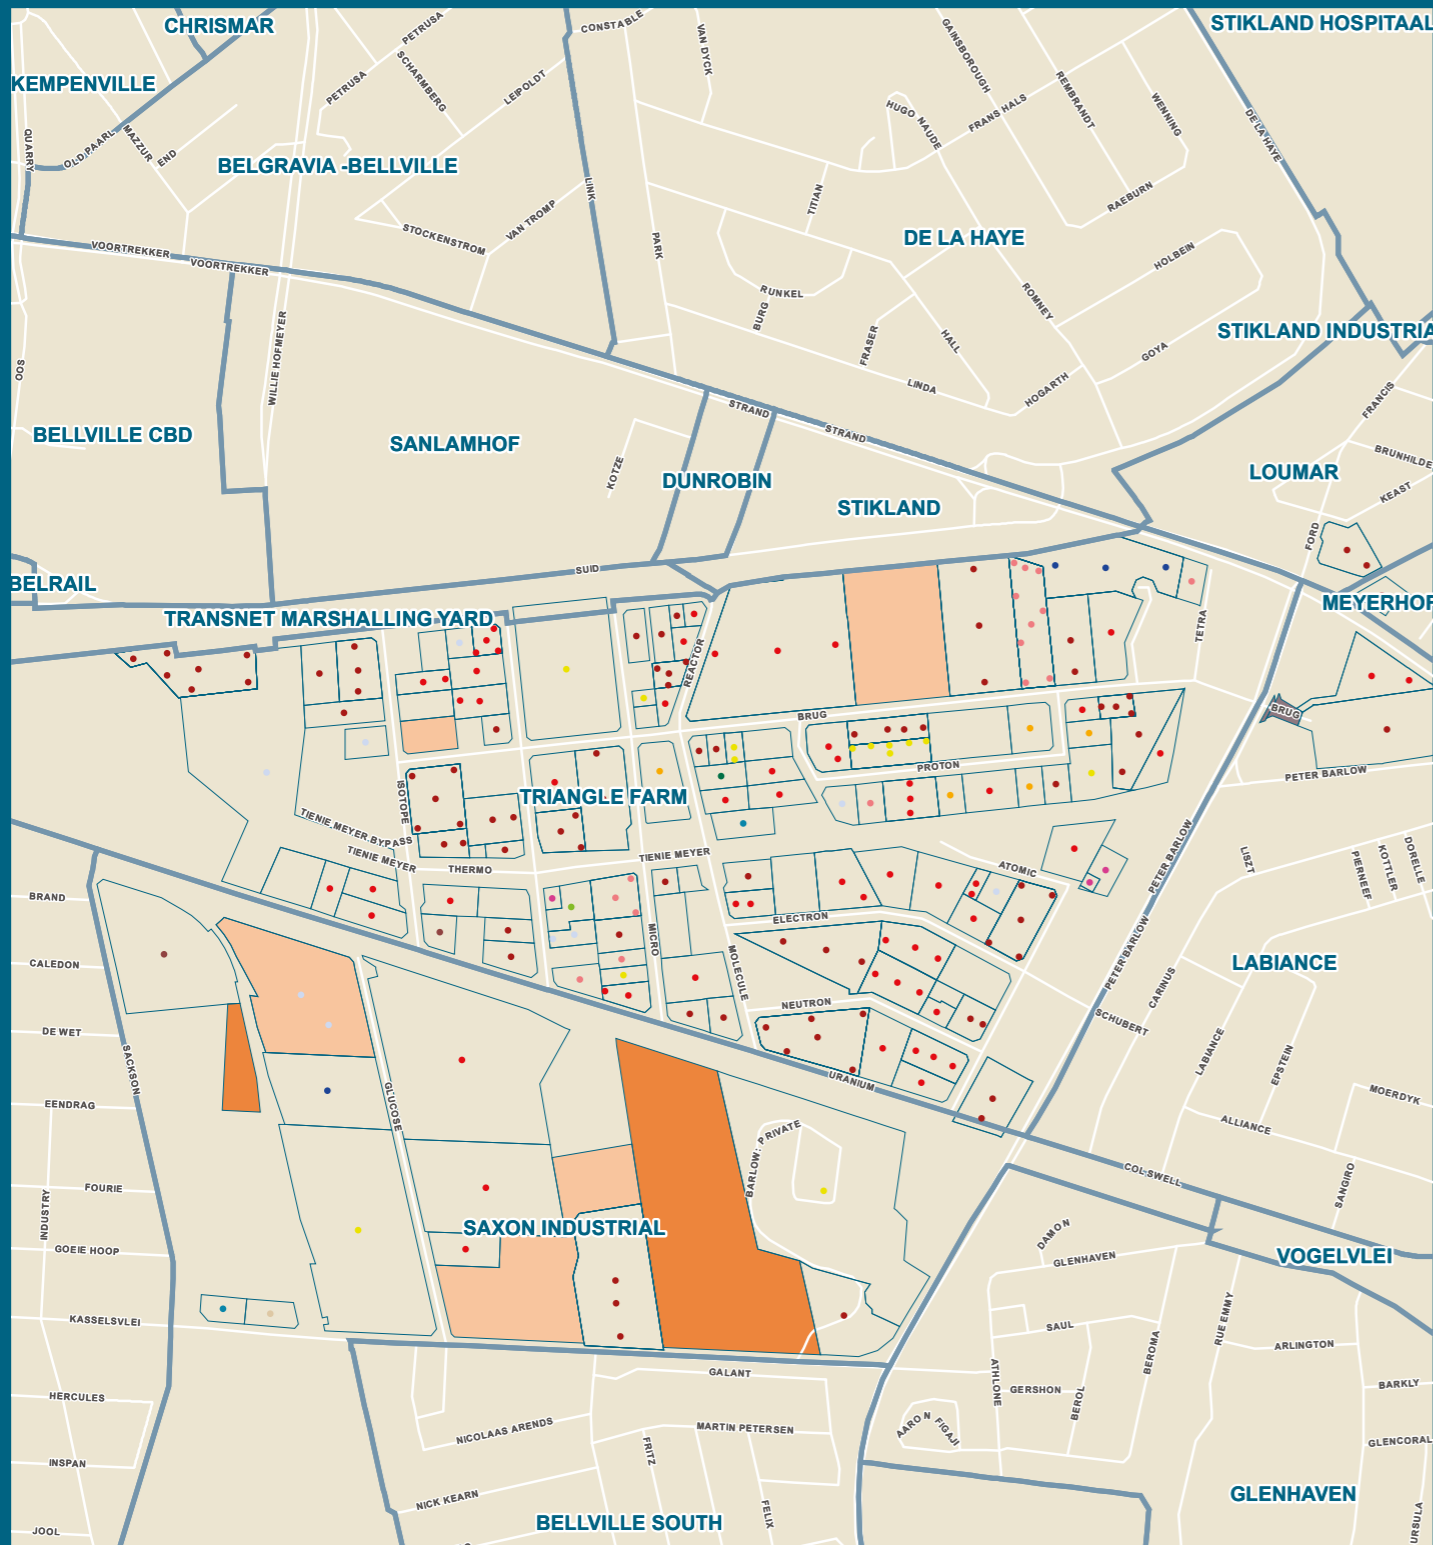 CHRISMAR
PETRUSA
CONSTABLE
VAN DYCK
GAINSBOROUGH
STIKLAND HOSPITAAL
KEMPENVILLE
PETRUSA
SCHARMBERG
LEIPOLDT
REMBRANDT
WENNING
FRANS HALS
HUGO NAUDE
DE LA HAYE
QUARRY
OLD PAARL
MAZZUR
END
BELGRAVIA -BELLVILLE
LINK
TITIAN
RAEBURN
STOCKENSTROM
VAN TROMP
PARK
DE LA HAYE
VOORTREKKER
VOORTREKKER
HOLBEIN
RUNKEL
BURG
ROMNEY
OOS
WILLIE HOFMEYER
FRASER
HALL
GOYA
STIKLAND INDUSTRIA
LINDA
HOGARTH
FRANCIS
BELLVILLE CBD
SANLAMHOF
STRAND
STRAND
KOTZE
DUNROBIN
STIKLAND
LOUMAR
BRUNHILDE
KEAST
FORD
BELRAIL
SUID
TRANSNET MARSHALLING YARD
MEYERHOF
TETRA
REACTOR
BRUG
BRUG
PROTON
PETER BARLOW
ISOTOPE
TRIANGLE FARM
TIENIE MEYER BYPASS
TIENIE MEYER
THERMO
TIENIE MEYER
ATOMIC
PETER BARLOW
LISZT
PIERNEEF
KOTTLER
DORELLE
BRAND
ELECTRON
MICRO
MOLECULE
PETER BARLOW
CALEDON
LABIANCE
CARINUS
NEUTRON
SCHUBERT
DE WET
SACKSON
URANIUM
LABIANCE
EPSTEIN
GLUCOSE
EENDRAG
MOERDYK
ALLIANCE
BARLOW: PRIVATE
COLSWELL
SANGIRO
FOURIE
INDUSTRY
SAXON INDUSTRIAL
DAMON
GLENHAVEN
VOGELVLEI
GOEIE HOOP
KASSELSVLEI
SAUL
BEROMA
RUE EMMY
ARLINGTON
GALANT
ATHLONE
GERSHON
BEROL
BARKLY
HERCULES
NICOLAAS ARENDS
MARTIN PETERSEN
AARON FIGAJI
GLENCORAL
INSPAN
FRITZ
NICK KEARN
FELIX
GLENHAVEN
URSULA
JOOL
BELLVILLE SOUTH